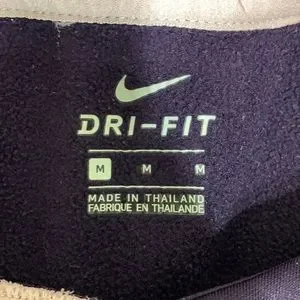 DRI-FIT
M M M
MADE IN THAILAND
FABRIQUE EN THAILANDE